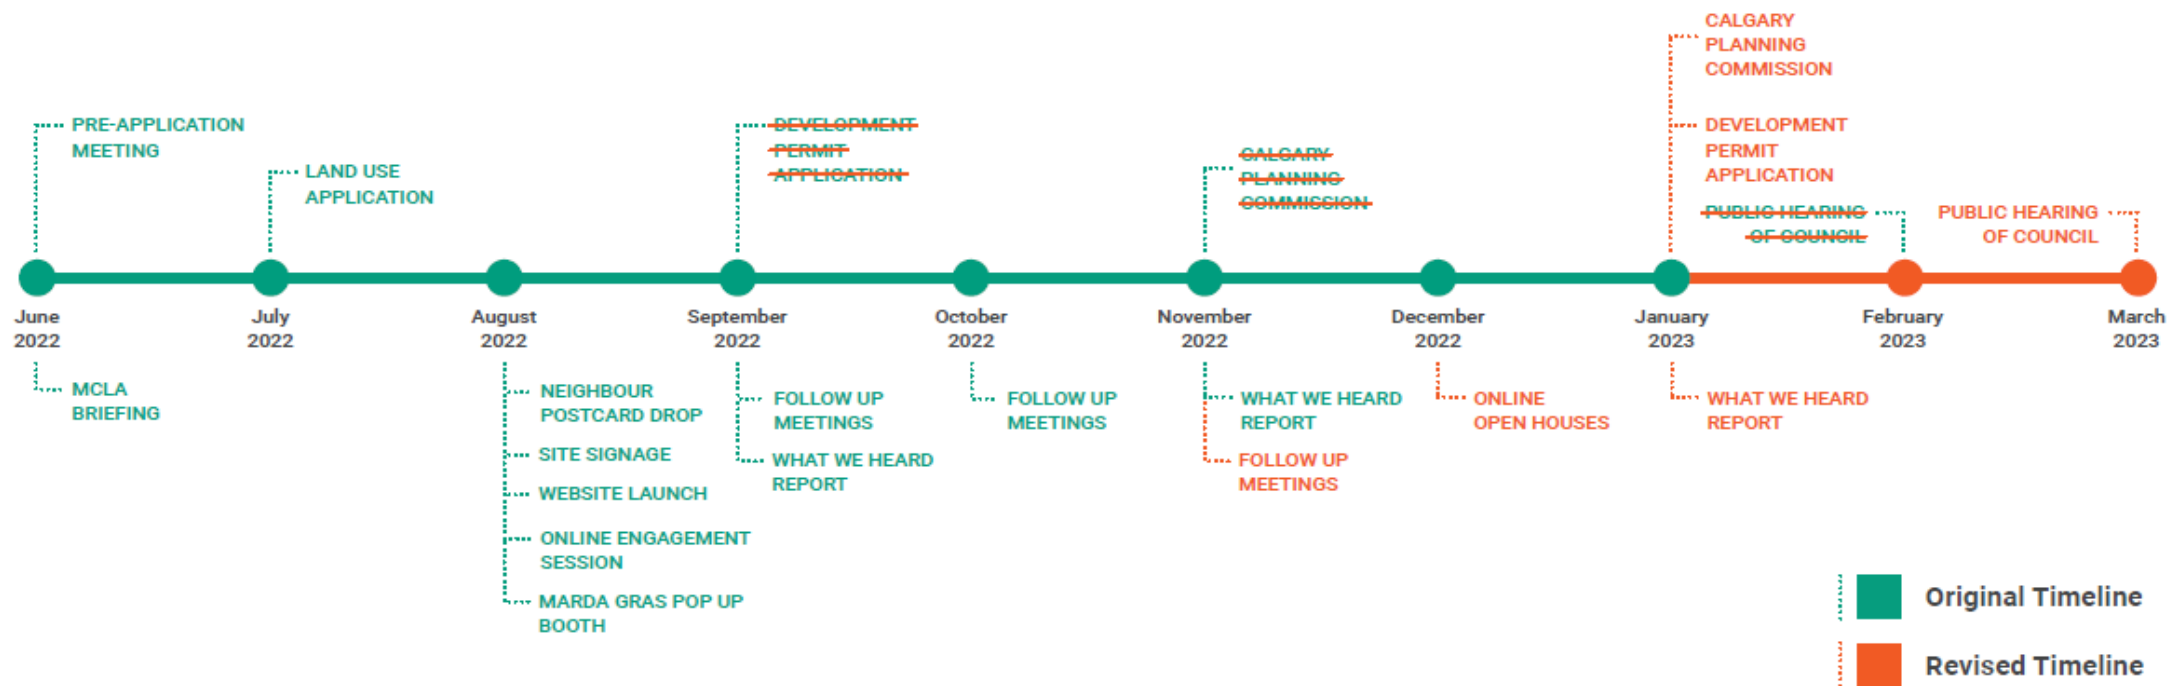 CALGARY
PLANNING
COMMISSION
PRE-APPLICATION
MEETING
LAND USE
APPLICATION
DEVELOPMENT
PERMIT
APPLICATION
CALGARY
PLANNING
COMMISSION
DEVELOPMENT
PERMIT
APPLICATION
PUBLIC HEARING
OF COUNCIL
PUBLIC HEARING
OF COUNCIL
June
2022
July
2022
August
2022
September
2022
October
2022
November
2022
December
2022
January
2023
February
2023
March
2023
MCLA
BRIEFING
NEIGHBOUR
POSTCARD DROP
SITE SIGNAGE
WEBSITE LAUNCH
ONLINE ENGAGEMENT
SESSION
MARDA GRAS POP UP
BOOTH
FOLLOW UP
MEETINGS
WHAT WE HEARD
REPORT
FOLLOW UP
MEETINGS
WHAT WE HEARD
REPORT
FOLLOW UP
MEETINGS
ONLINE
OPEN HOUSES
WHAT WE HEARD
REPORT
Original Timeline
Revised Timeline